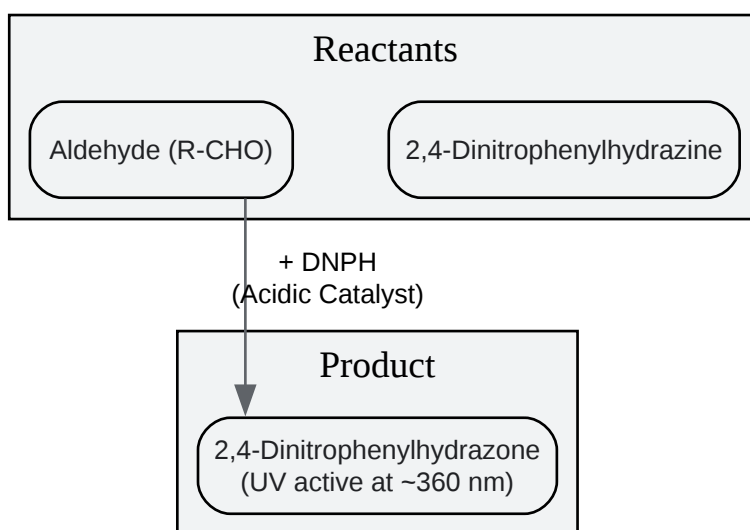 Reactants
Aldehyde (R-CHO)
2,4-Dinitrophenylhydrazine
+ DNPH
(Acidic Catalyst)
Product
2,4-Dinitrophenylhydrazone
(UV active at ~360 nm)